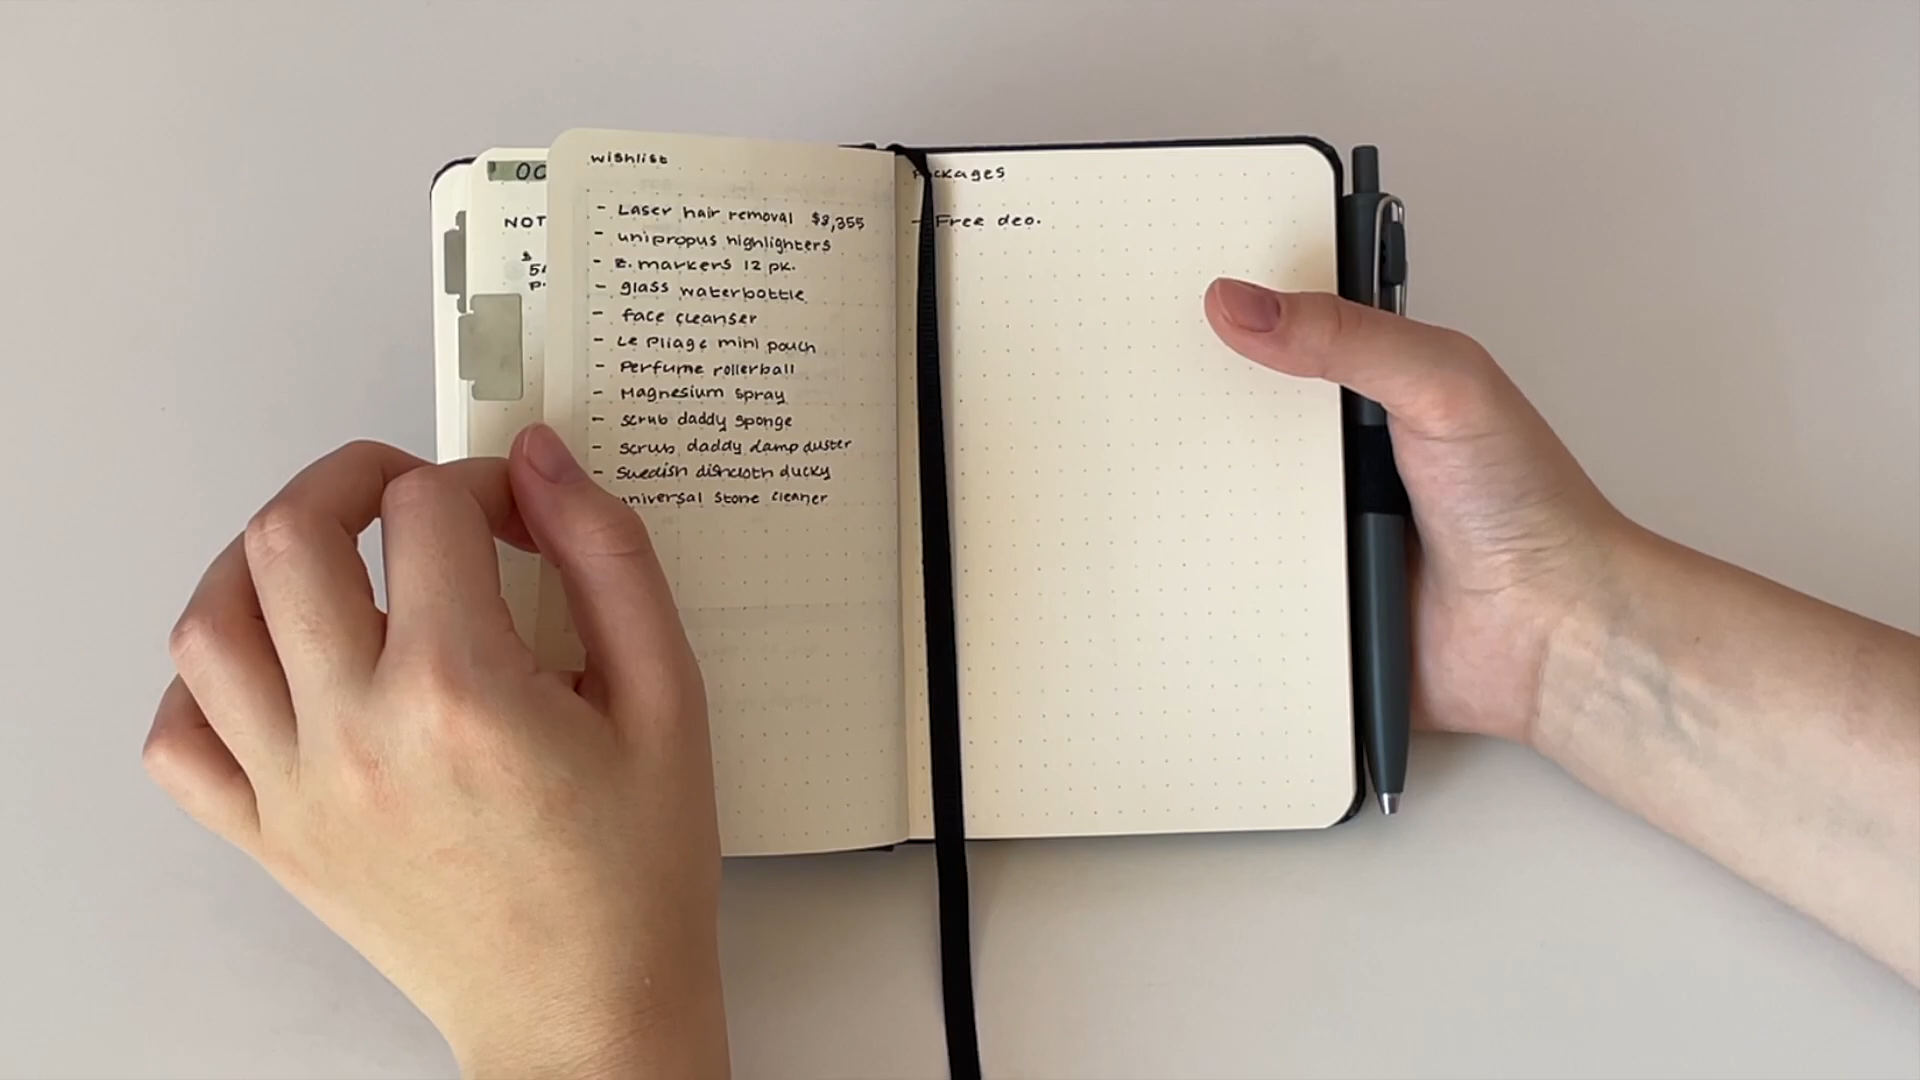 OC
NOT
$
wishlist
- Laser hair removal $3,355
- unipropus highlighters
- Z. markers 12 pk.
- glass waterbottle
- face cleanser
- Le Pliage mini pouch
- Perfume rollerball
- Magnesium spray
- scrub daddy sponge
- scrub daddy damp duster
- Swedish dishcloth ducky
universal stone cleaner
ckages
- Free deo.